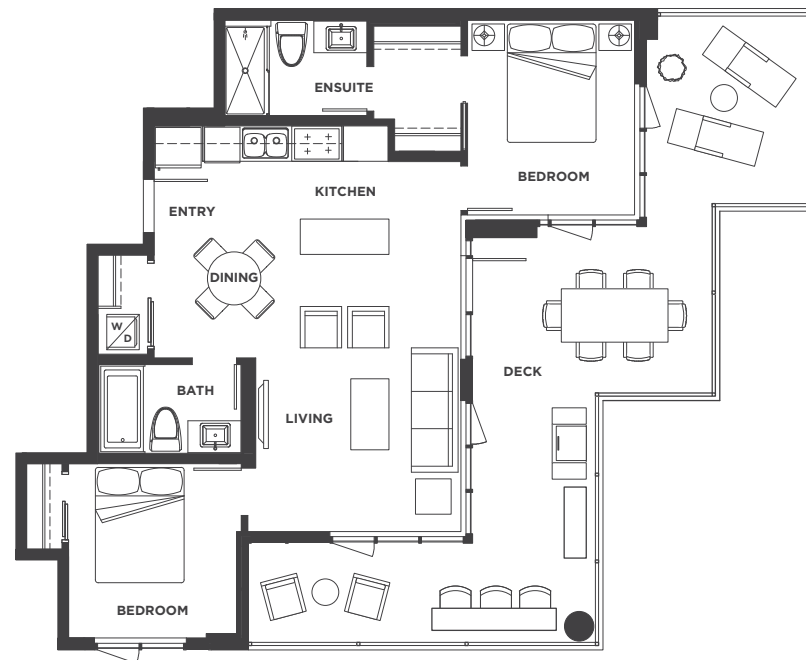 ENSUITE
BEDROOM
KITCHEN
ENTRY
DINING
W
D
DECK
BATH
LIVING
BEDROOM